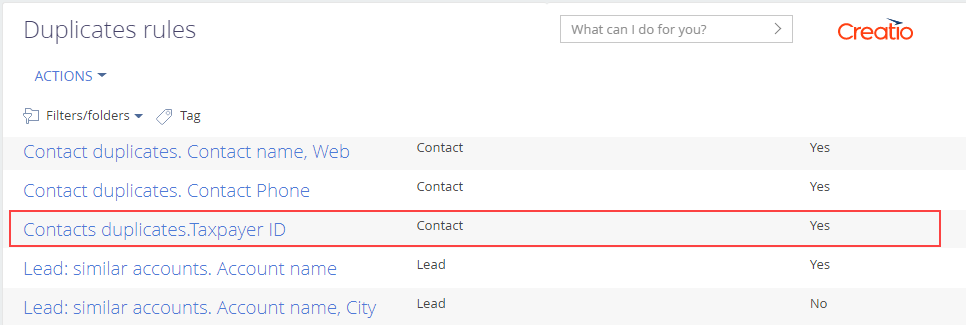 Duplicates rules
What can I do for you?
Creatio
ACTIONS
Filters/folders Tag
Contact duplicates. Contact name, Web Contact Yes
Contact duplicates. Contact Phone Contact Yes
Contacts duplicates.Taxpayer ID Contact Yes
Lead: similar accounts. Account name Lead Yes
Lead: similar accounts. Account name, City Lead No